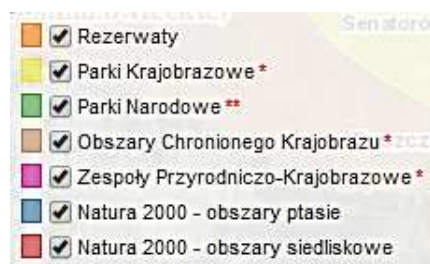 Senatoró
Rezerwaty
Parki Krajobrazowe *
Parki Narodowe **
Obszary Chronionego Krajobrazu *
Zespoły Przyrodniczo-Krajobrazowe *
Natura 2000 - obszary ptasie
Natura 2000 - obszary siedliskowe